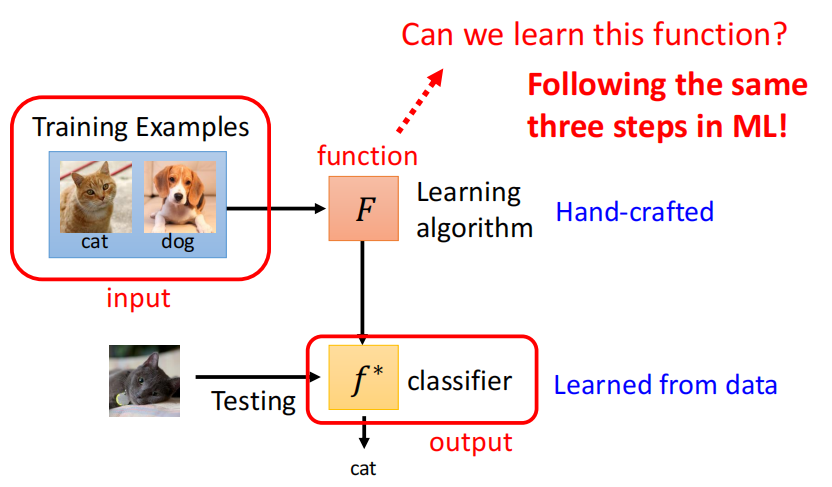 Can we learn this function?
Following the same
three steps in ML!
Training Examples
cat
dog
input
function
F
Learning
algorithm
Hand-crafted
Testing
f*
classifier
Learned from data
output
cat